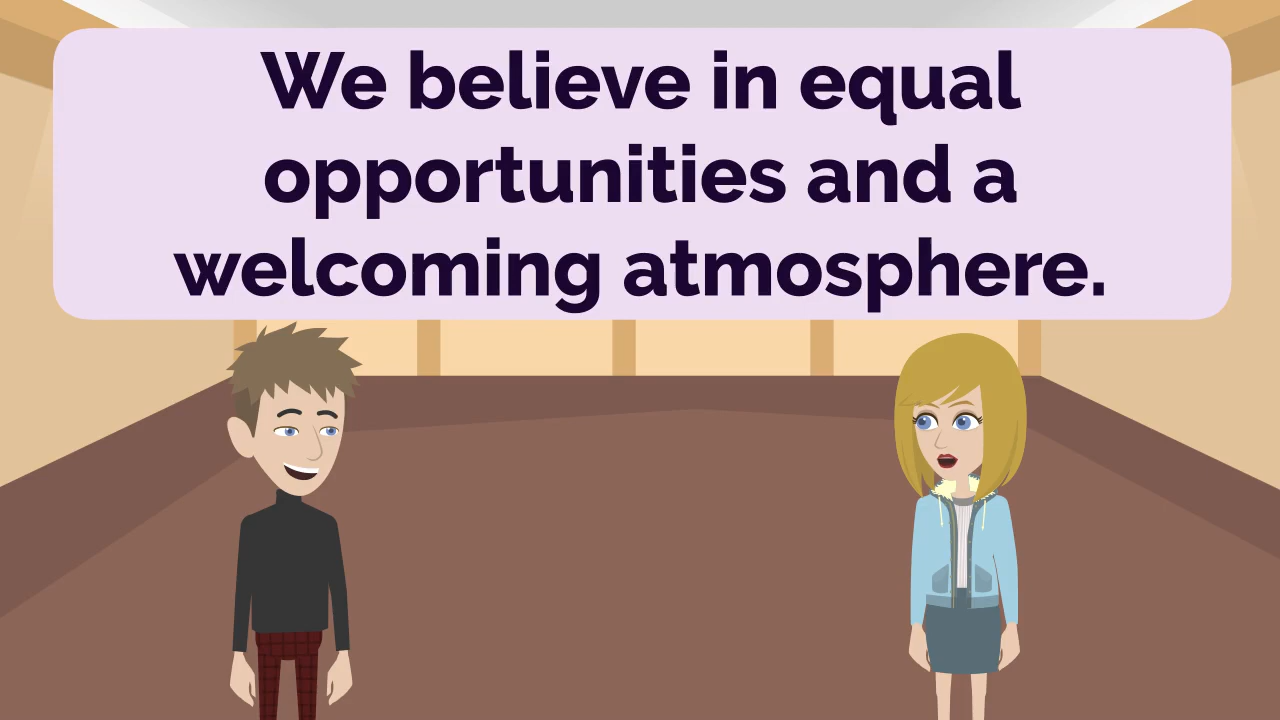 We believe in equal
opportunities and a
welcoming atmosphere.